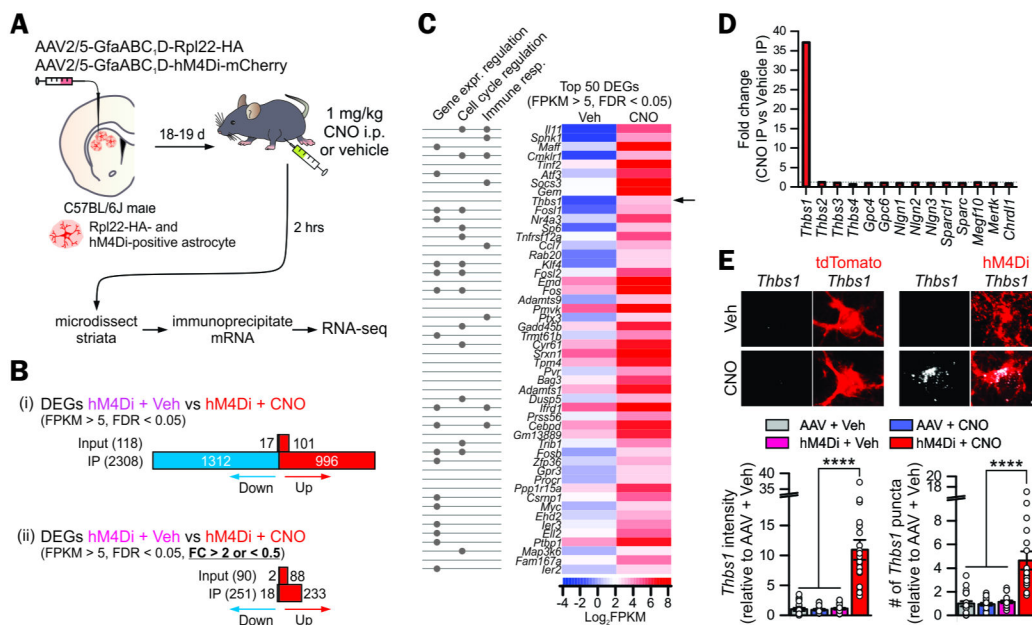 A
AAV2/5-GfaABC1D-Rpl22-HA
AAV2/5-GfaABC1D-hM4Di-mCherry
18-19 d
1 mg/kg
CNO i.p.
or vehicle
C57BL/6J male
Rpl22-HA- and
hM4Di-positive astrocyte
2 hrs
microdissect
striata
immunoprecipitate
mRNA
RNA-seq
B
(i) DEGs hM4Di + Veh vs hM4Di + CNO
(FPKM > 5, FDR < 0.05)
Input (118) 17 101
IP (2308) 1312 996
Down Up
(ii) DEGs hM4Di + Veh vs hM4Di + CNO
(FPKM > 5, FDR < 0.05, FC > 2 or < 0.5)
Input (90) 2 88
IP (251) 18 233
Down Up
C
Gene expr. regulation
Cell cycle regulation
Immune resp.
Top 50 DEGs
(FPKM > 5, FDR < 0.05)
Veh CNO
Il11
Sphk1
Maff
Cmklr1
Tinf2
Atf3
Socs3
Gem
Thbs1
Fosl1
Nr4a3
Sp6
Tnfrsf12a
Ccl7
Rab20
Klf4
Fosl2
Emd
Fos
Adamts9
Pmvk
Ptx3
Gadd45b
Trmt61b
Cyr61
Srxn1
Tpm4
Pvr
Bag3
Adamts1
Dusp5
Ifrd1
Prss56
Cebpd
Gm13889
Trib1
Fosb
Zfp36
Gpr3
Procr
Ppp1r15a
Csrnp1
Myc
Ehd2
Ier3
Ell2
Ptbp1
Map3k6
Fam167a
Ier2
-4 0 2 4 6 8
Log2FPKM
D
Fold change
(CNO IP vs Vehicle IP)
40
35
30
25
20
15
10
5
0
Thbs1
Thbs2
Thbs3
Thbs4
Gpc4
Gpc6
Nlgn1
Nlgn2
Nlgn3
Sparcl1
Sparc
Megf10
Mertk
Chrdl1
E
tdTomato hM4Di
Thbs1 Thbs1 Thbs1 Thbs1
Veh
CNO
AAV + Veh AAV + CNO
hM4Di + Veh hM4Di + CNO
Thbs1 intensity
(relative to AAV + Veh)
40
35
20
15
10
5
0
****
# of Thbs1 puncta
(relative to AAV + Veh)
20
18
8
6
4
2
0
****